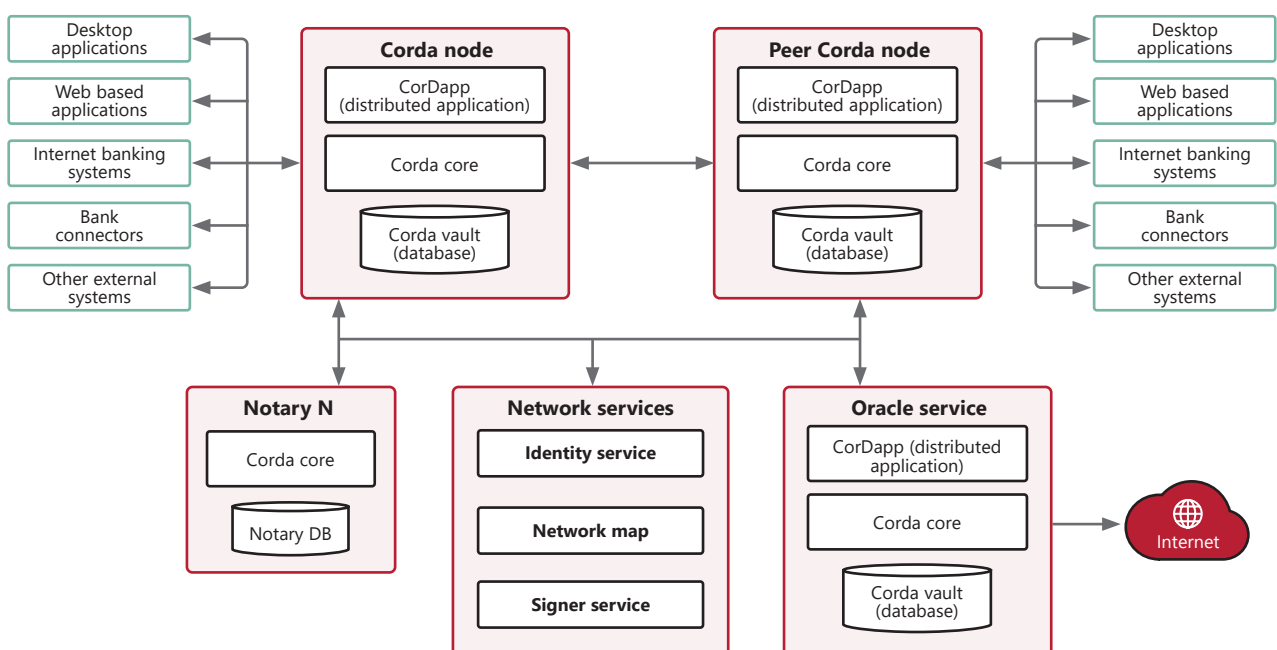 Desktop
applications
Web based
applications
Internet banking
systems
Bank
connectors
Other external
systems
Corda node
CorDapp
(distributed application)
Corda core
Corda vault
(database)
Peer Corda node
CorDapp
(distributed application)
Corda core
Corda vault
(database)
Desktop
applications
Web based
applications
Internet banking
systems
Bank
connectors
Other external
systems
Notary N
Corda core
Notary DB
Network services
Identity service
Network map
Signer service
Oracle service
CorDapp (distributed
application)
Corda core
Corda vault
(database)
Internet